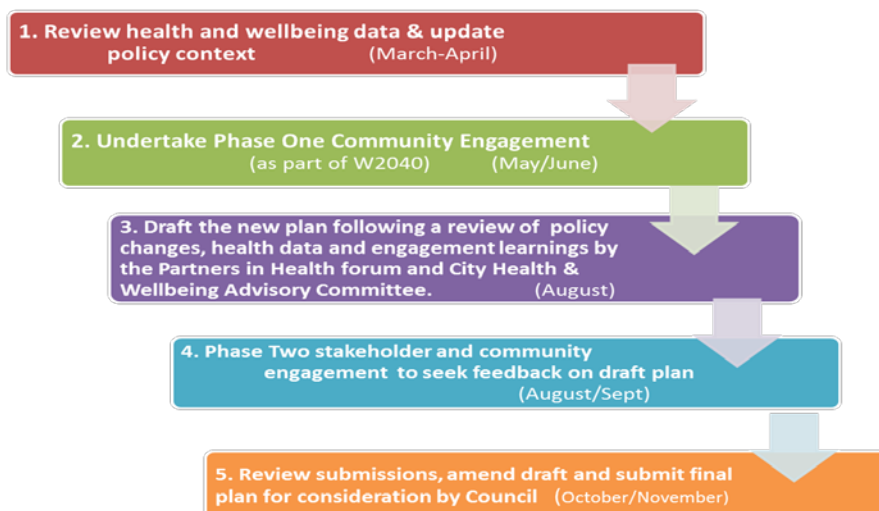 1. Review health and wellbeing data & update
policy context (March-April)
2. Undertake Phase One Community Engagement
(as part of W2040) (May/June)
3. Draft the new plan following a review of policy
changes, health data and engagement learnings by
the Partners in Health forum and City Health &
Wellbeing Advisory Committee. (August)
4. Phase Two stakeholder and community
engagement to seek feedback on draft plan
(August/Sept)
5. Review submissions, amend draft and submit final
plan for consideration by Council (October/November)